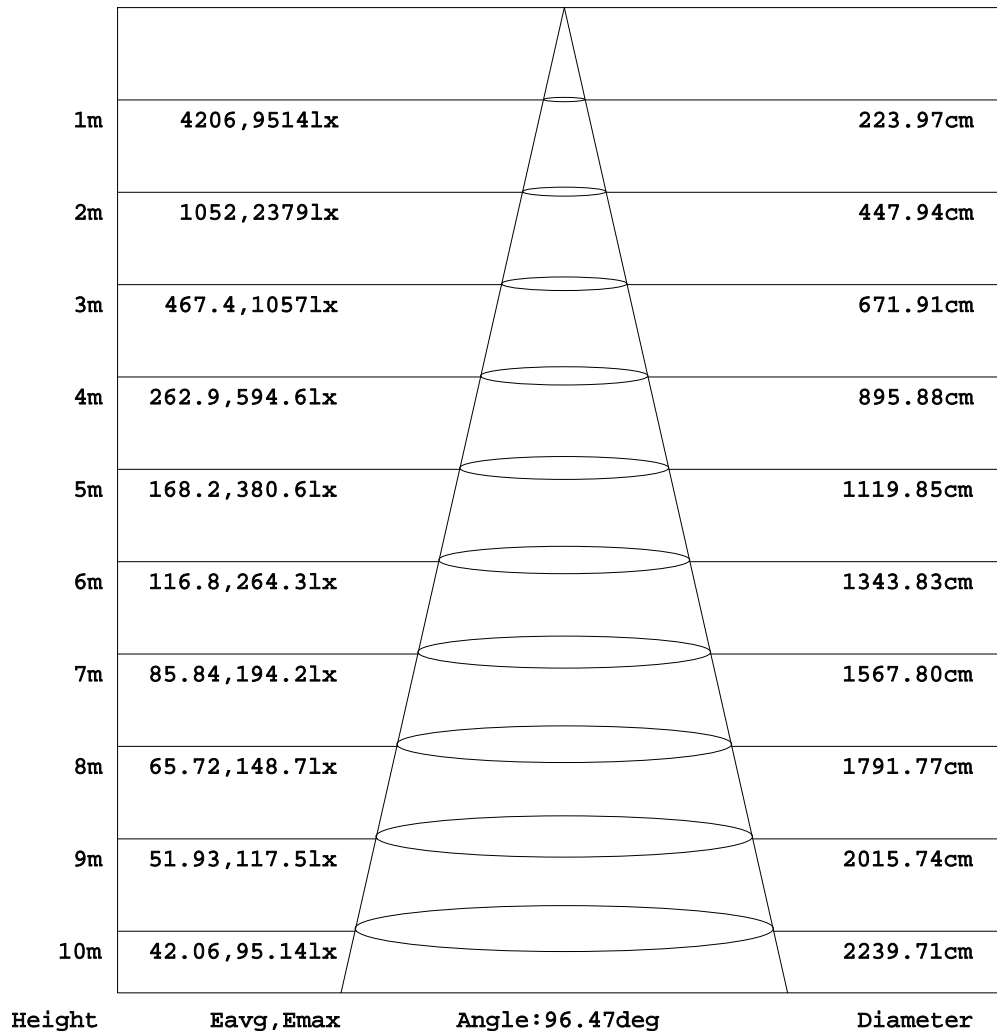 1m 4206,9514lx 223.97cm
2m 1052,2379lx 447.94cm
3m 467.4,1057lx 671.91cm
4m 262.9,594.6lx 895.88cm
5m 168.2,380.6lx 1119.85cm
6m 116.8,264.3lx 1343.83cm
7m 85.84,194.2lx 1567.80cm
8m 65.72,148.7lx 1791.77cm
9m 51.93,117.5lx 2015.74cm
10m 42.06,95.14lx 2239.71cm
Height Eavg,Emax Angle:96.47deg Diameter